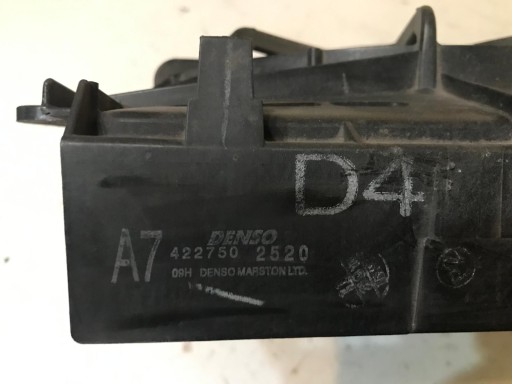 D4
A7
DENSO
422750 2520
09H DENSO MARSTON LTD.